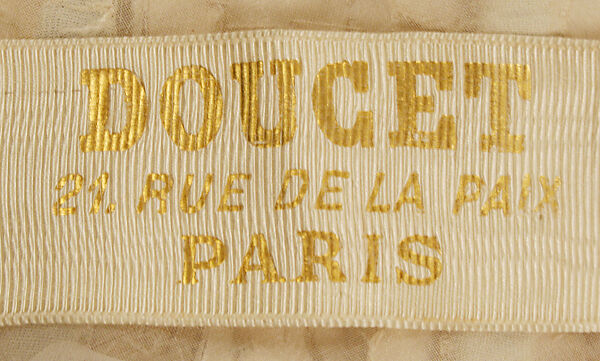 DOUCET
21. RUE DE LA PAIX
PARIS